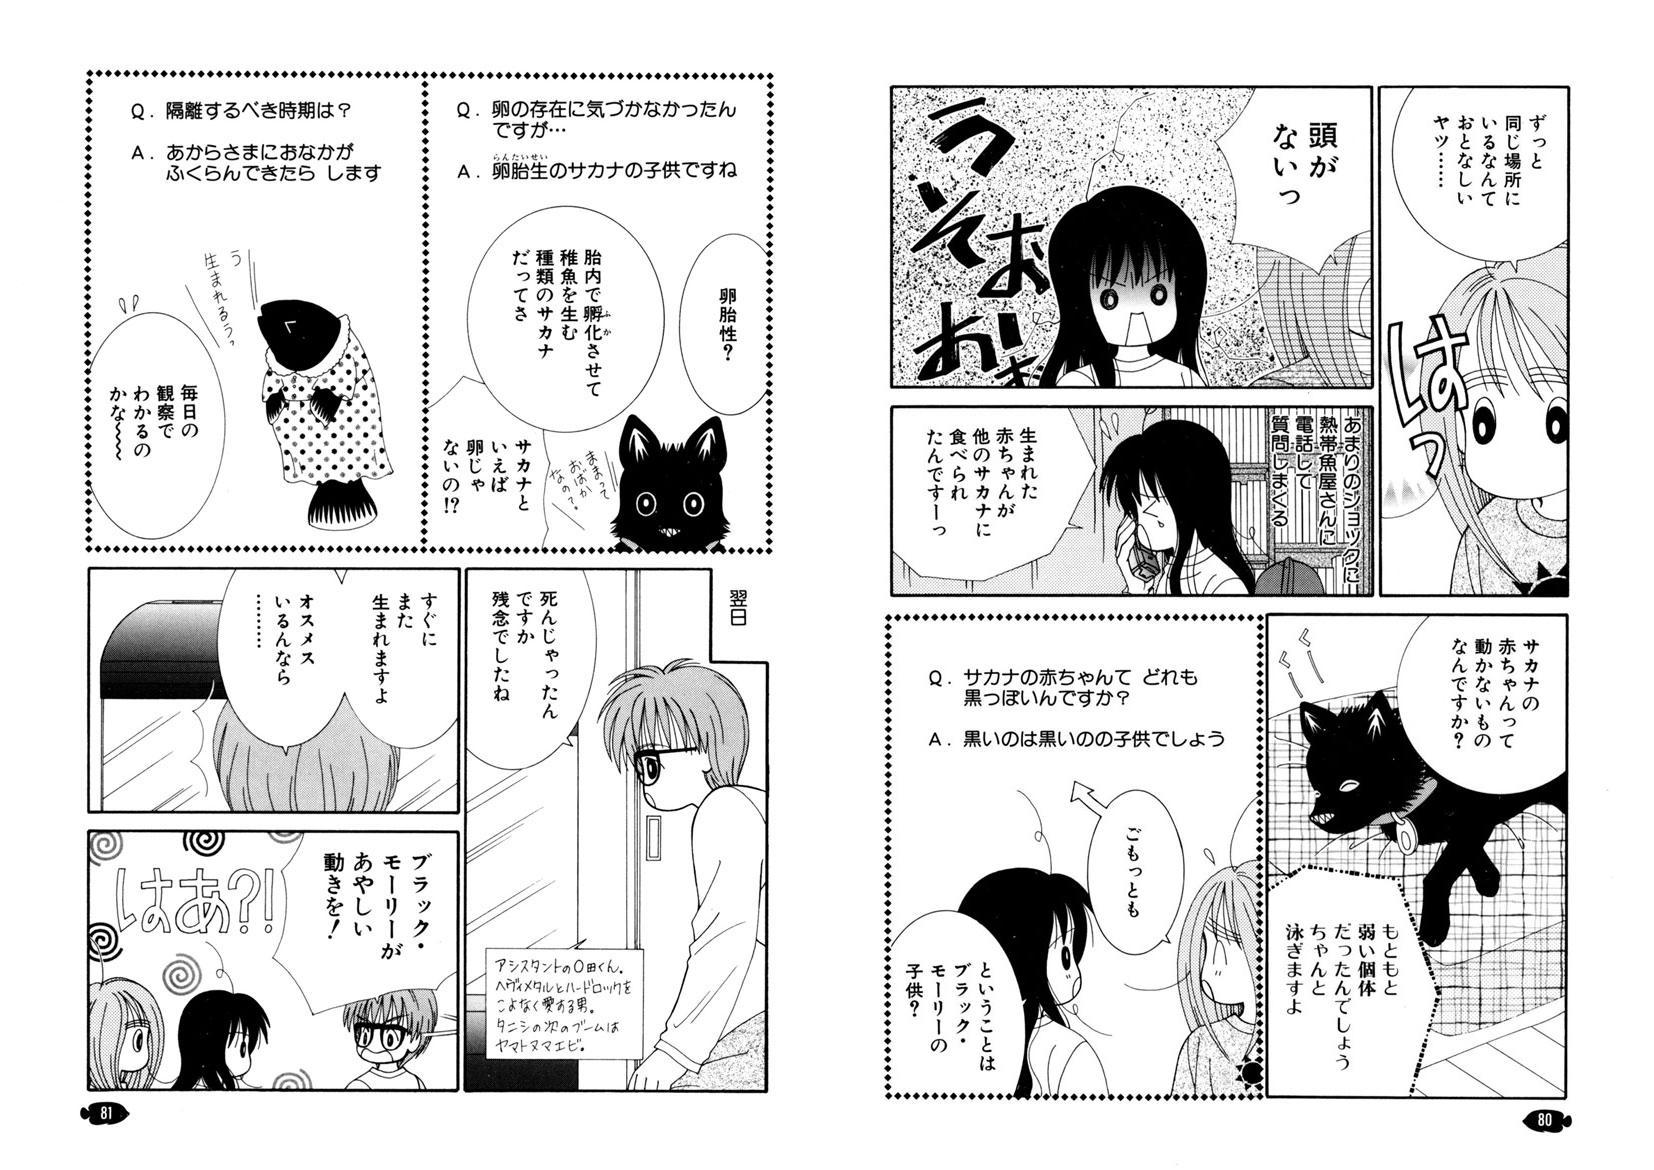 ずっと
同じ場所に
いるなんて
おとなしい
ヤツ……
はっ
頭が
ないっ
うそおおおーっ
あまりのショックに
熱帯魚屋さんに
電話して
質問しまくる
生まれた
赤ちゃんが
他のサカナに
食べられ
たんですーっ
サカナの
赤ちゃんって
動かないもの
なんですか?
もともと
弱い個体
だったんでしょう
ちゃんと
泳ぎますよ
Q. サカナの赤ちゃんて どれも
黒っぽいんですか?
A. 黒いのは黒いのの子供でしょう
ごもっとも
ということは
ブラック・
モーリーの
子供?
80
Q. 卵の存在に気づかなかったん
ですが…
らんたいせい
A. 卵胎生のサカナの子供ですね
卵胎性?
胎内で孵化させて
ふか
稚魚を生む
種類のサカナ
だってさ
サカナと
いえば
卵じゃ
ないの!?
ままって
おばか
なの?
Q. 隔離するべき時期は?
A. あからさまにおなかが
ふくらんできたら します
う
生まれるうっ
毎日の
観察で
わかるの
かな〜〜〜
翌日
死んじゃったん
ですか
残念でしたね
アシスタントのO田くん。
ヘヴィメタルとハードロックを
こよなく愛する男。
タニシの次のブームは
ヤマトヌマエビ。
すぐに
また
生まれますよ
オスメス
いるんなら
………
ブラック・
モーリーが
あやしい
動きを!
はあ?!
81